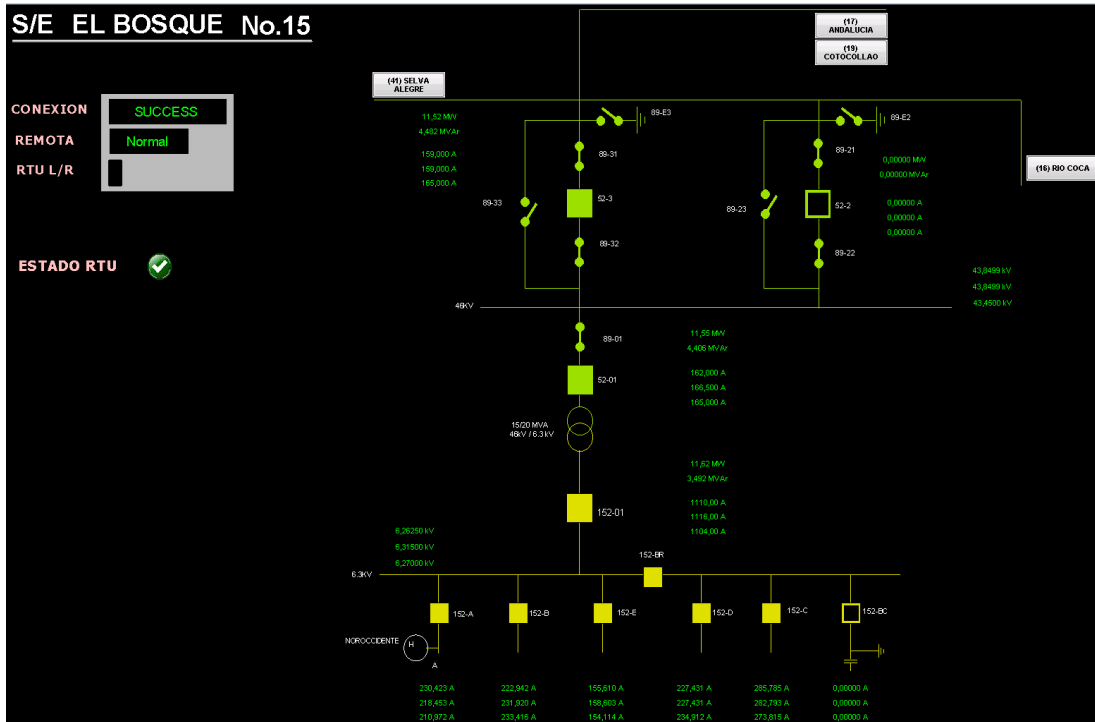 S/E EL BOSQUE No.15
(17)
ANDALUCIA
(19)
COTOCOLLAO
(41) SELVA
ALEGRE
CONEXION SUCCESS
REMOTA Normal
RTU L/R
ESTADO RTU
11,52 MW
4,482 MVAr
159,000 A
159,000 A
165,000 A
89-E3
89-31
89-33
52-3
89-32
89-E2
89-21
0,00000 MW
0,00000 MVAr
(16) RIO COCA
89-23
52-2
0,00000 A
0,00000 A
0,00000 A
89-22
43,8499 kV
43,8499 kV
43,4500 kV
46KV
89-01
11,55 MW
4,406 MVAr
52-01
162,000 A
166,500 A
165,000 A
15/20 MVA
46kV / 6.3 kV
11,62 MW
3,492 MVAr
152-01
1110,00 A
1116,00 A
1104,00 A
6,26250 kV
6,31500 kV
6,27000 kV
152-BR
6.3KV
152-A 152-B 152-E 152-D 152-C 152-BC
NOROCCIDENTE
H
A
230,423 A 222,942 A 155,610 A 227,431 A 285,785 A 0,00000 A
218,453 A 231,920 A 158,603 A 227,431 A 282,793 A 0,00000 A
210,972 A 233,416 A 154,114 A 234,912 A 273,815 A 0,00000 A